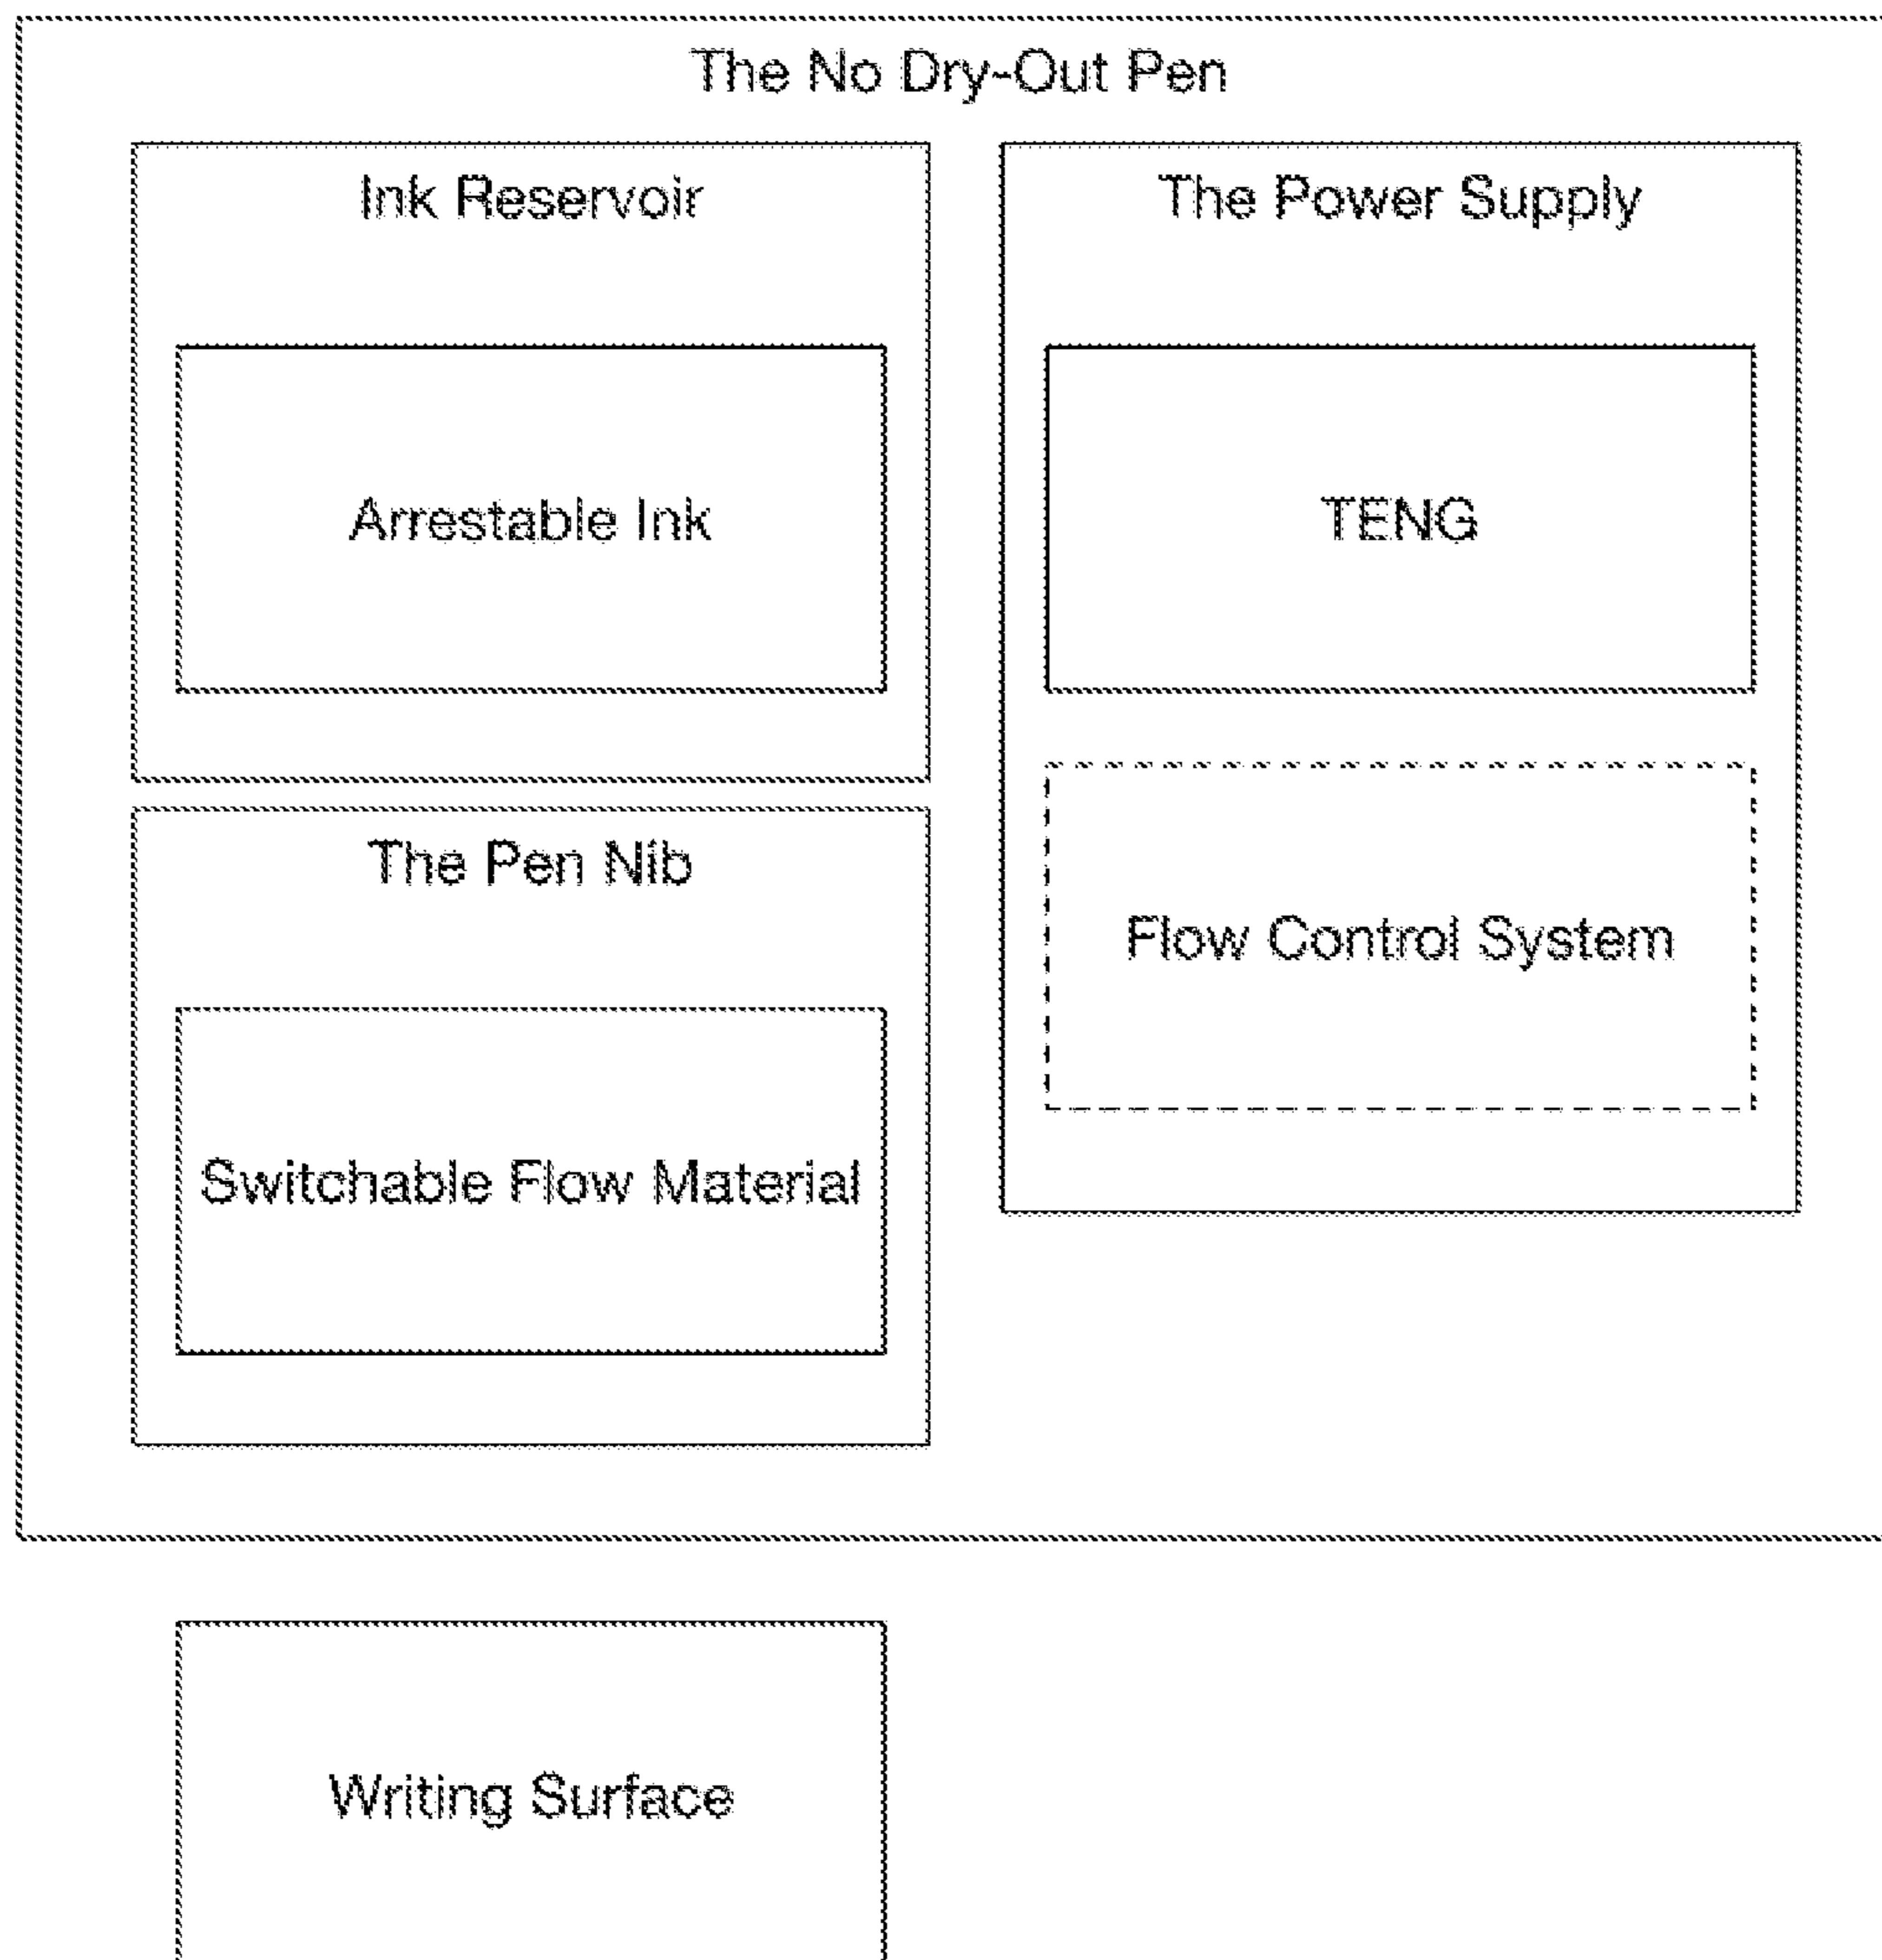 The No Dry-Out Pen
Ink Reservoir
Arrestable Ink
The Pen Nib
Switchable Flow Material
The Power Supply
TENG
Flow Control System
Writing Surface